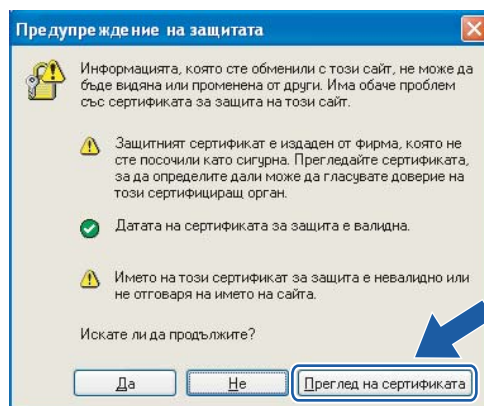 Предупреждение на защитата
Информацията, която сте обменили с този сайт, не може да
бъде видяна или променена от други. Има обаче проблем
със сертификата за защита на този сайт.
Защитният сертификат е издаден от фирма, която не
сте посочили като сигурна. Прегледайте сертификата,
за да определите дали може да гласувате доверие на
този сертифициращ орган.
Датата на сертификата за защита е валидна.
Името на този сертификат за защита е невалидно или
не отговаря на името на сайта.
Искате ли да продължите?
Да
Не
Преглед на сертификата